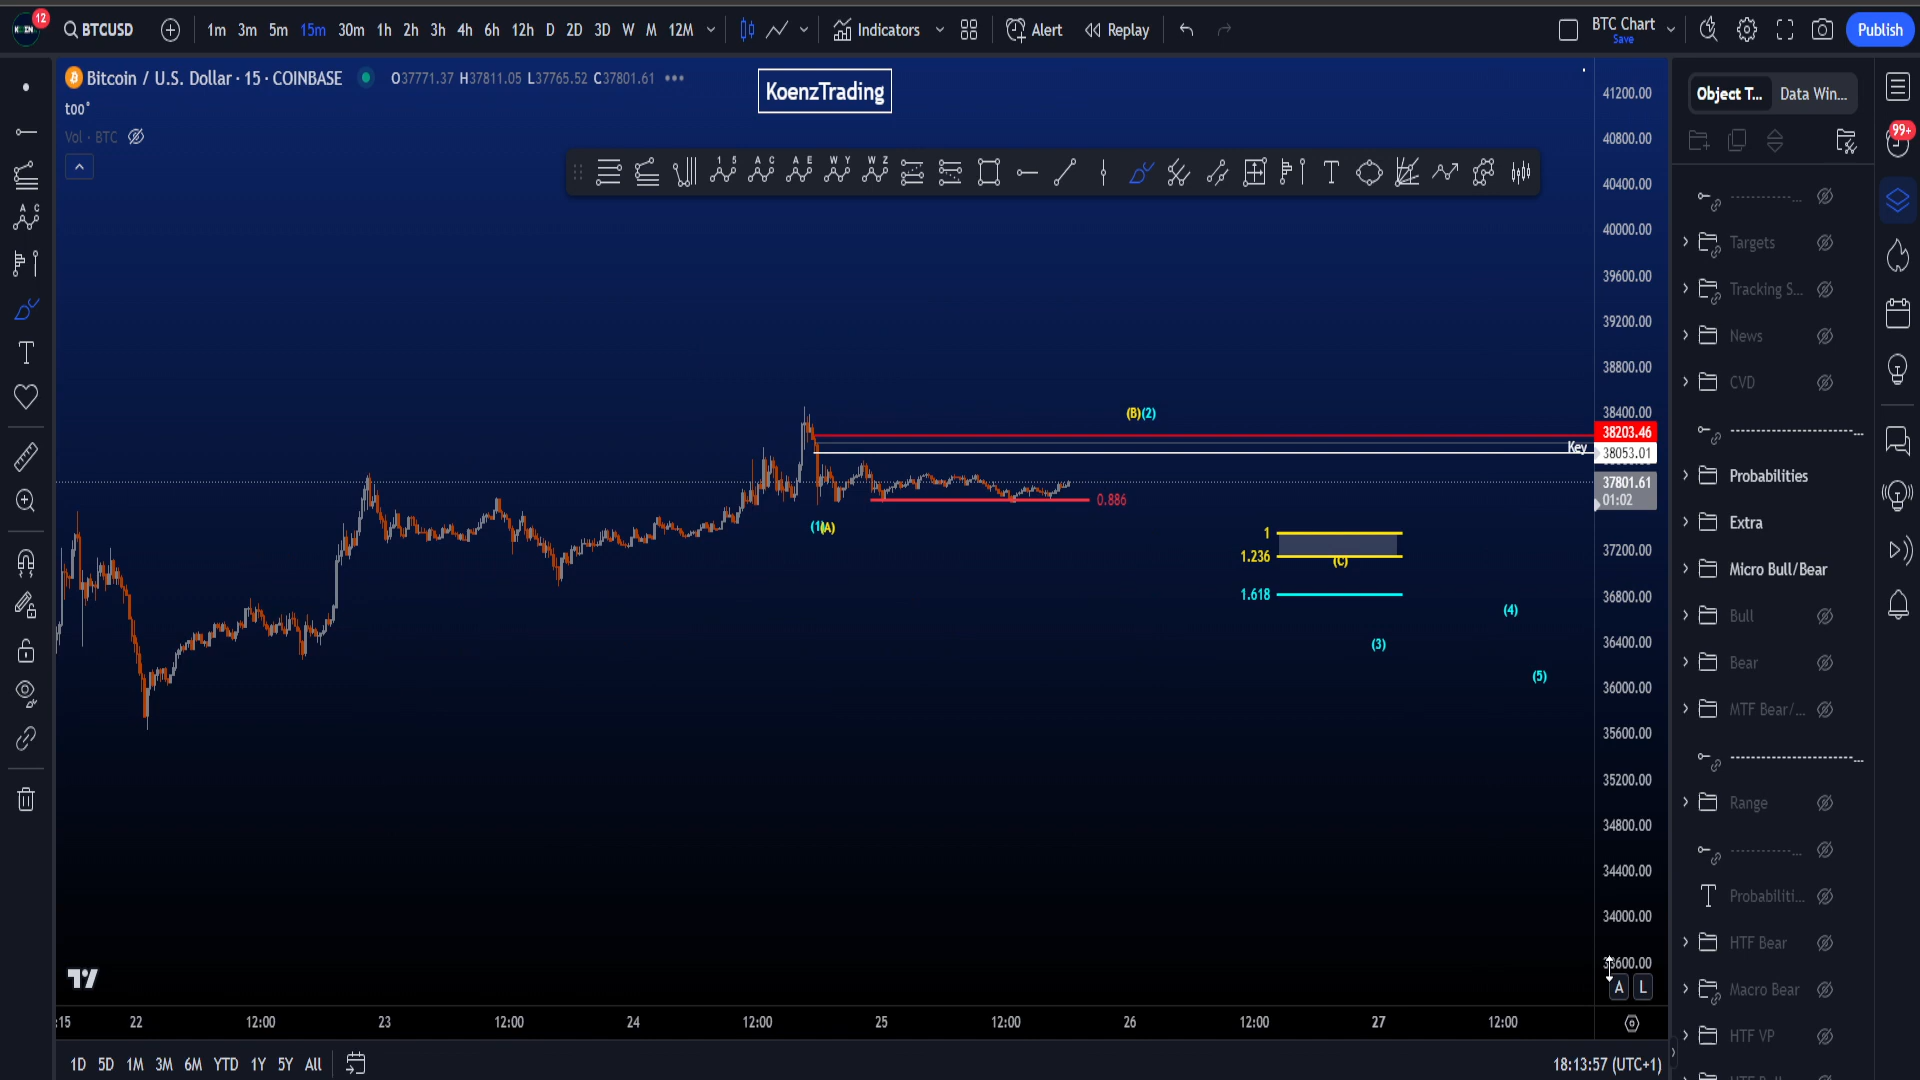 12
BTCUSD
1m 3m 5m 15m 30m 1h 2h 3h 4h 6h 12h D 2D 3D W M 12M
Indicators
Alert
Replay
BTC Chart
Save
Publish
Bitcoin / U.S. Dollar · 15 · COINBASE
O37771.37 H37811.05 L37765.52 C37801.61
too*
Vol · BTC
KoenzTrading
41200.00
40800.00
40400.00
40000.00
39600.00
39200.00
38800.00
38400.00
38203.46
Key
38053.01
37801.61
01:02
37200.00
36800.00
36400.00
36000.00
35600.00
35200.00
34800.00
34400.00
34000.00
A L
(B)(2)
0.886
(1)(A)
1
1.236
(C)
1.618
(3)
(4)
(5)
:15 22 12:00 23 12:00 24 12:00 25 12:00 26 12:00 27 12:00
1D 5D 1M 3M 6M YTD 1Y 5Y All
18:13:57 (UTC+1)
Object T... Data Win...
99+
Targets
Tracking S...
News
CVD
Probabilities
Extra
Micro Bull/Bear
Bull
Bear
MTF Bear/...
Range
Probabiliti...
HTF Bear
Macro Bear
HTF VP